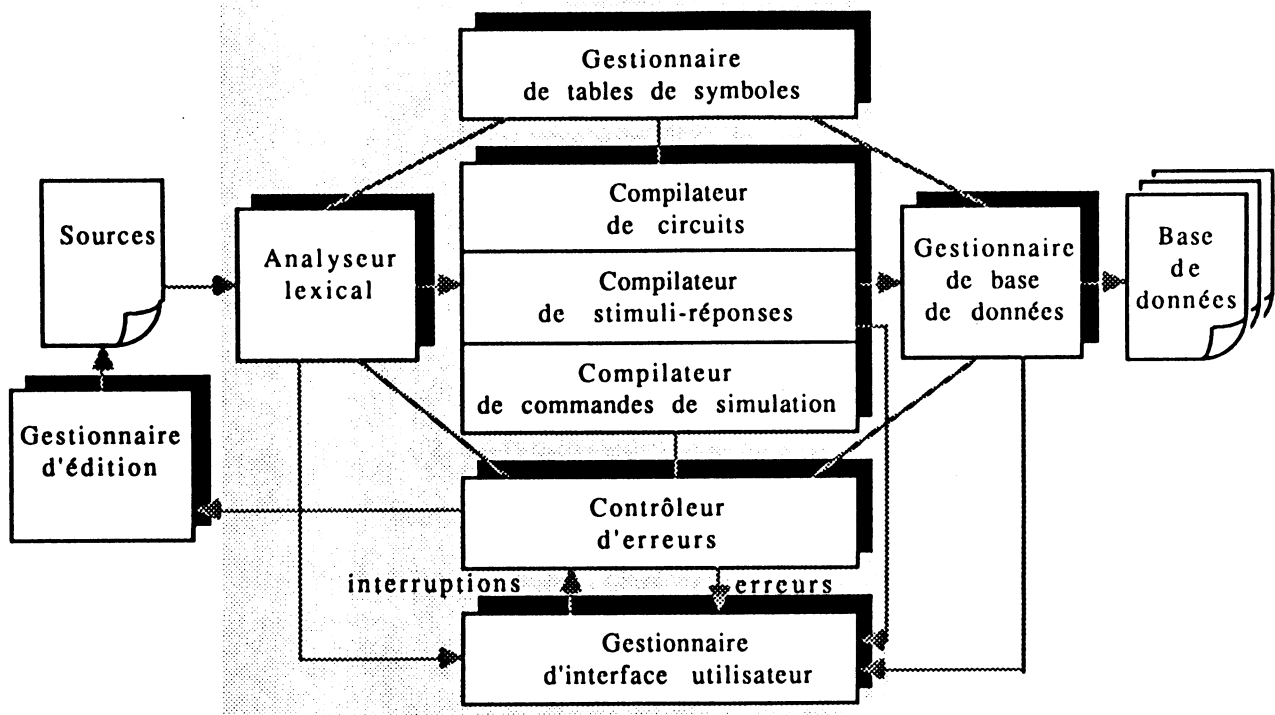 Gestionnaire
de tables de symboles
Sources
Analyseur
lexical
Compilateur
de circuits
Compilateur
de stimuli-réponses
Compilateur
de commandes de simulation
Gestionnaire
de base
de données
Base
de
données
Gestionnaire
d'édition
Contrôleur
d'erreurs
interruptions
erreurs
Gestionnaire
d'interface utilisateur